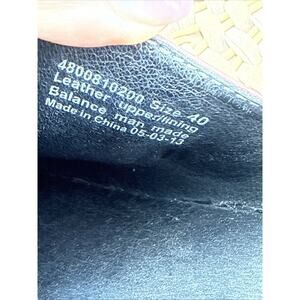 4800810200 Size 40
Leather upper/lining
Balance man made
Made in China 05-03-13